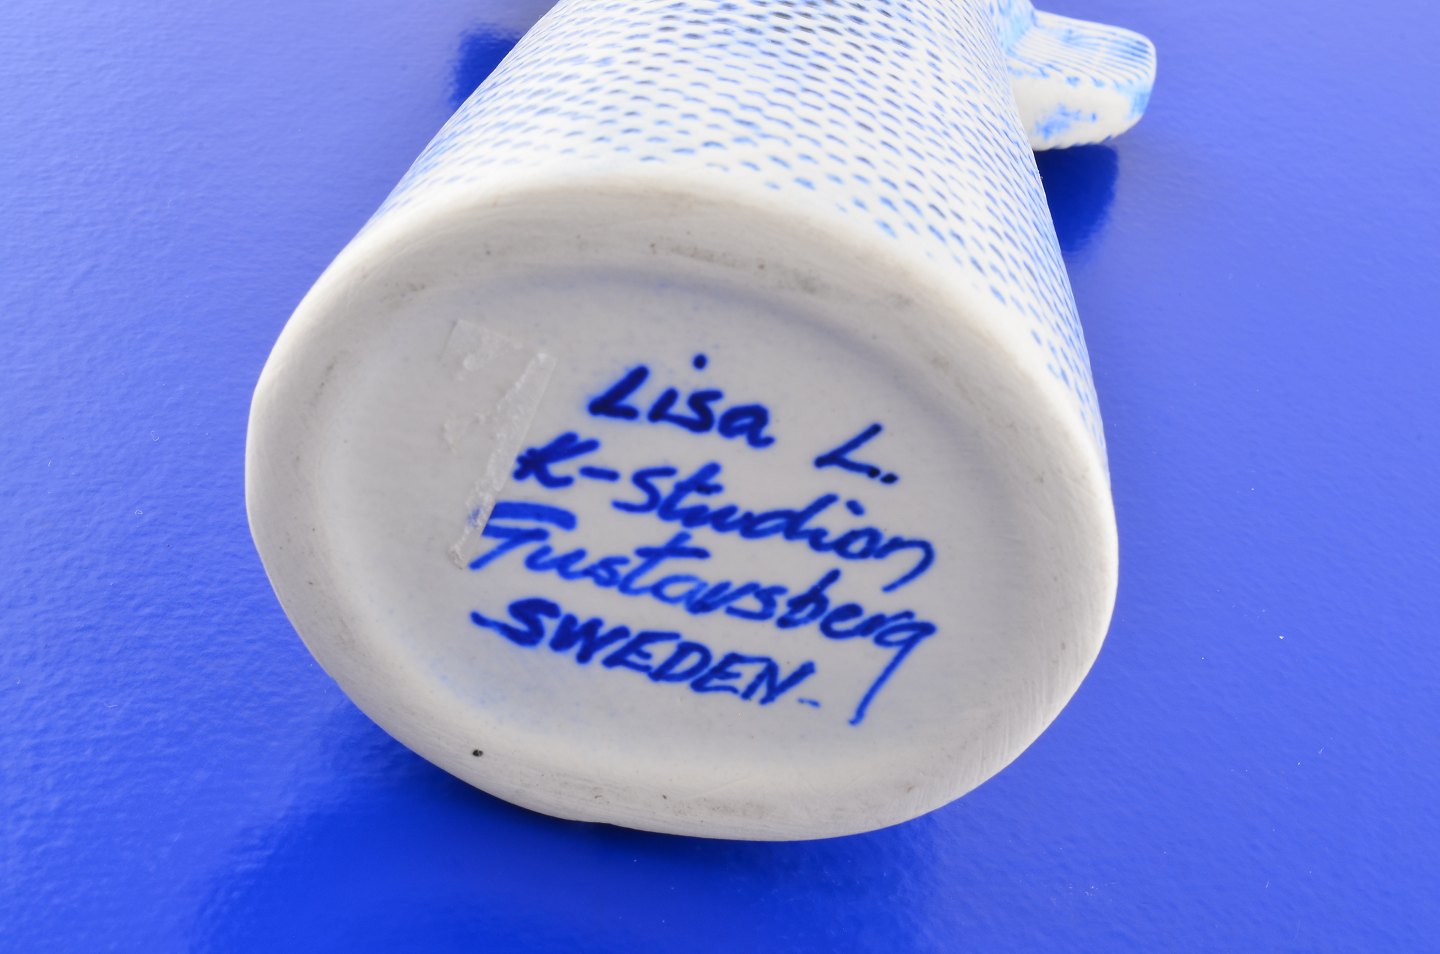 Lisa L.
K-Studion
Gustavsberg
SWEDEN-